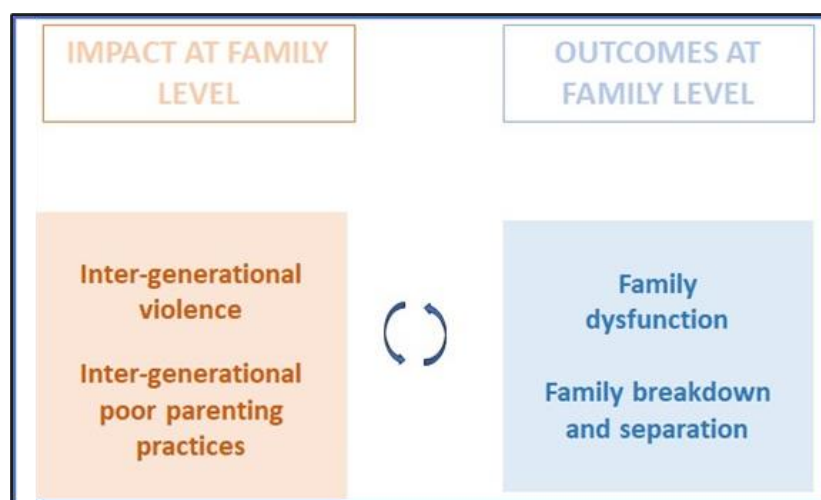 IMPACT AT FAMILY
LEVEL
OUTCOMES AT
FAMILY LEVEL
Inter-generational
violence
Inter-generational
poor parenting
practices
Family
dysfunction
Family breakdown
and separation